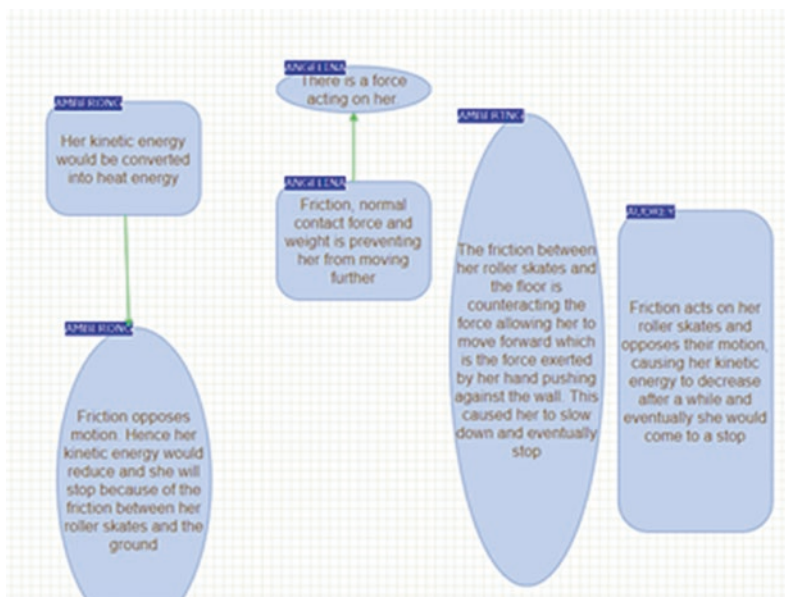 AMBERONG
Her kinetic energy
would be converted
into heat energy
AMBERONG
Friction opposes
motion. Hence her
kinetic energy would
reduce and she will
stop because of the
friction between her
roller skates and the
ground
ANGELINA
There is a force
acting on her
ANGELINA
Friction, normal
contact force and
weight is preventing
her from moving
further
The friction between
her roller skates and
the floor is
counteracting the
force allowing her to
move forward which
is the force exerted
by her hand pushing
against the wall. This
caused her to slow
down and eventually
stop
AUDREY
Friction acts on her
roller skates and
opposes their motion,
causing her kinetic
energy to decrease
after a while and
eventually she would
come to a stop